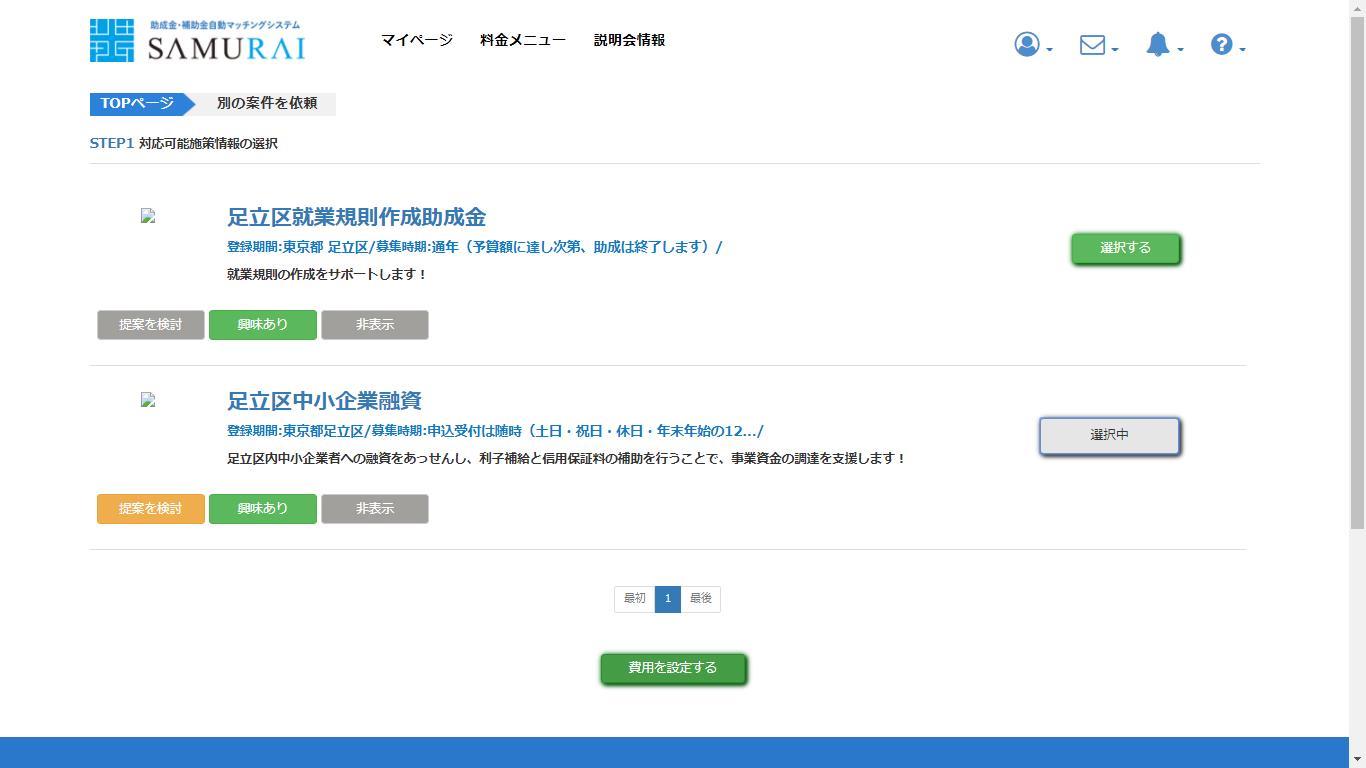 助成金・補助金自動マッチングシステム
SAMURAI
マイページ 料金メニュー 説明会情報
TOPページ 別の案件を依頼
STEP1 対応可能施策情報の選択
足立区就業規則作成助成金
登録期間:東京都 足立区/募集時期:通年（予算額に達し次第、助成は終了します）/
選択する
就業規則の作成をサポートします！
提案を検討 興味あり 非表示
足立区中小企業融資
登録期間:東京都足立区/募集時期:申込受付は随時（土日・祝日・休日・年末年始の12.../
選択中
足立区内中小企業者への融資をあっせんし、利子補給と信用保証料の補助を行うことで、事業資金の調達を支援します！
提案を検討 興味あり 非表示
最初 1 最後
費用を設定する